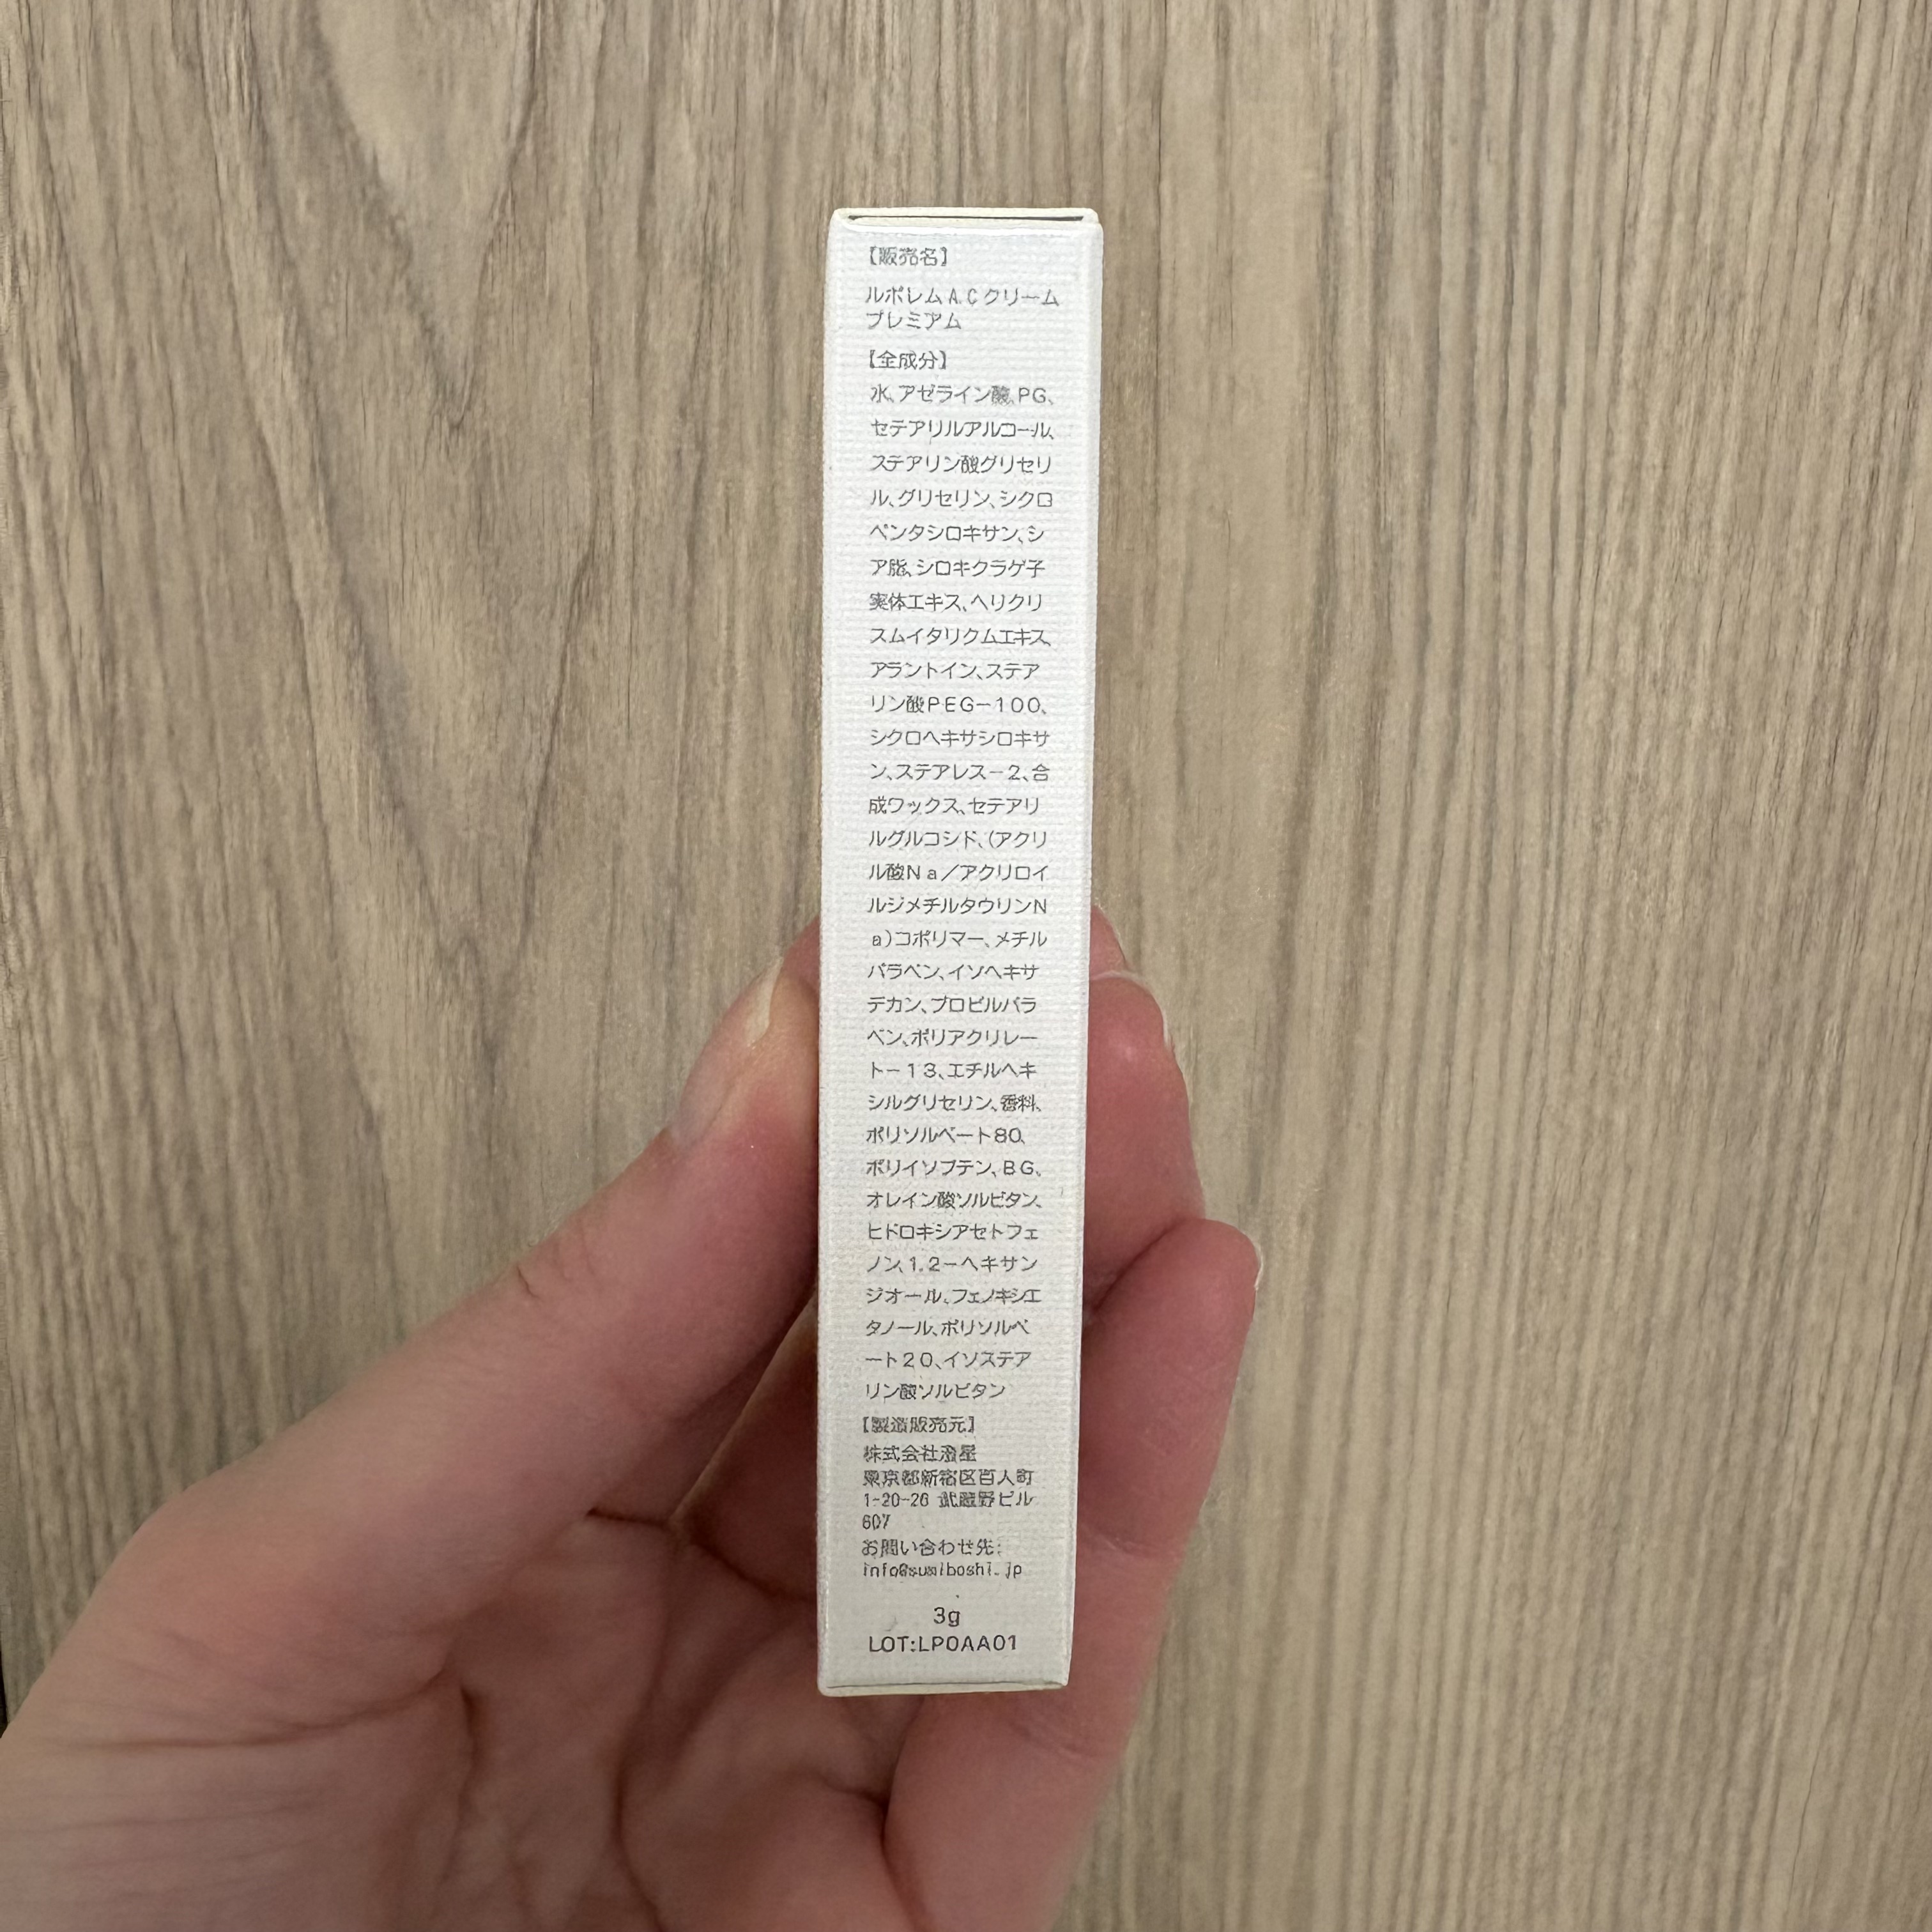 【販売名】
ルポレムA.Cクリーム
プレミアム
【全成分】
水、アゼライン酸、PG、
セテアリルアルコール、
ステアリン酸グリセリ
ル、グリセリン、シクロ
ペンタシロキサン、シ
ア脂、シロキクラゲ子
実体エキス、ヘリクリ
スムイタリクムエキス、
アラントイン、ステア
リン酸PEG-100、
シクロヘキサシロキサ
ン、ステアレス-2、合
成ワックス、セテアリ
ルグルコシド、(アクリ
ル酸Na/アクリロイ
ルジメチルタウリンN
a)コポリマー、メチル
パラベン、イソヘキサ
デカン、プロピルパラ
ベン、ポリアクリレー
ト-13、エチルヘキ
シルグリセリン、香料、
ポリソルベート80、
ポリイソブテン、BG、
オレイン酸ソルビタン、
ヒドロキシアセトフェ
ノン、1,2-ヘキサン
ジオール、フェノキシエ
タノール、ポリソルベ
ート20、イソステア
リン酸ソルビタン
【製造販売元】
株式会社澄星
東京都新宿区百人町
1-20-26 武蔵野ビル
607
お問い合わせ先:
info@sumiboshi.jp
3g
LOT:LP0AA01